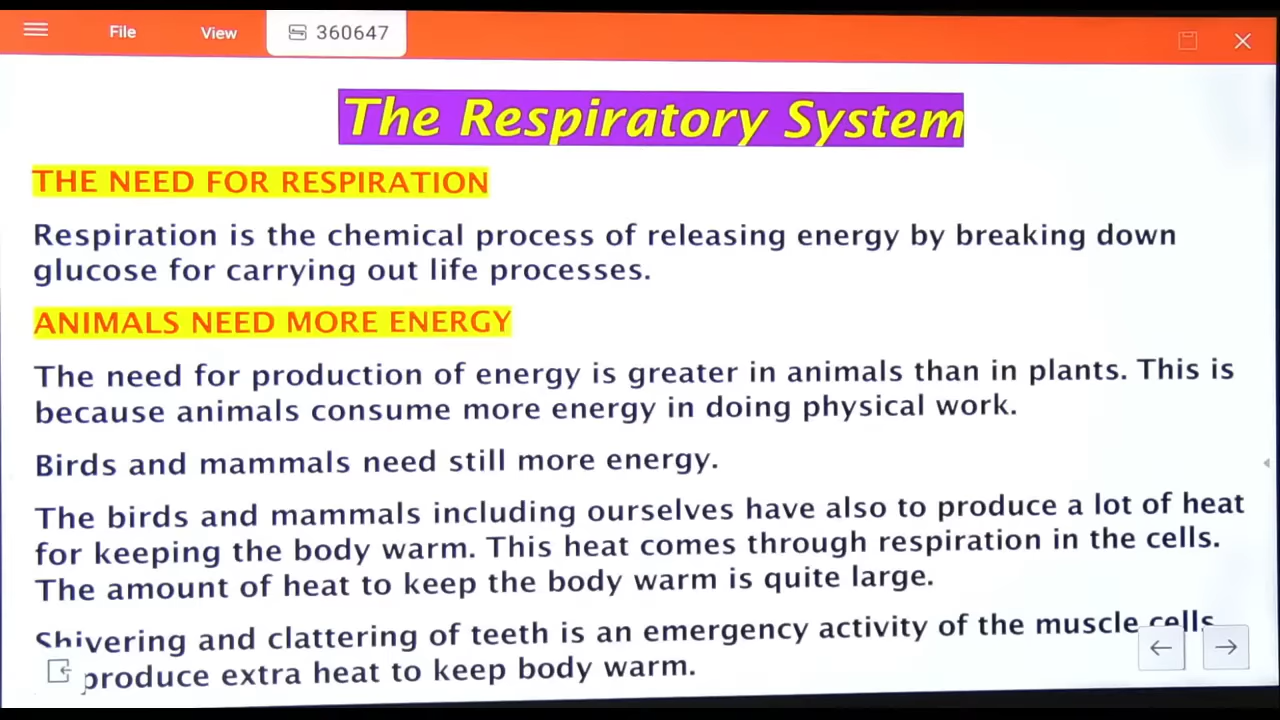 File View 360647
The Respiratory System
THE NEED FOR RESPIRATION
Respiration is the chemical process of releasing energy by breaking down
glucose for carrying out life processes.
ANIMALS NEED MORE ENERGY
The need for production of energy is greater in animals than in plants. This is
because animals consume more energy in doing physical work.
Birds and mammals need still more energy.
The birds and mammals including ourselves have also to produce a lot of heat
for keeping the body warm. This heat comes through respiration in the cells.
The amount of heat to keep the body warm is quite large.
Shivering and clattering of teeth is an emergency activity of the muscle cells
produce extra heat to keep body warm.